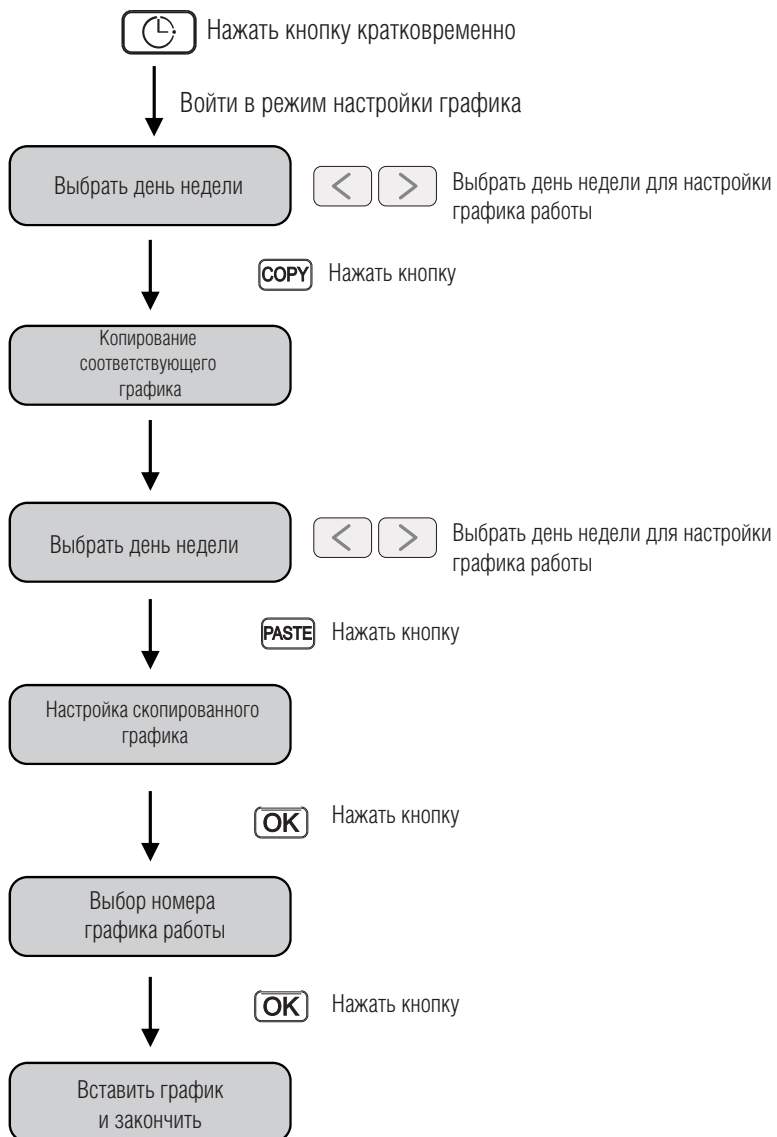 Нажать кнопку кратковременно
Войти в режим настройки графика
Выбрать день недели
Выбрать день недели для настройки
графика работы
COPY Нажать кнопку
Копирование
соответствующего
графика
Выбрать день недели
Выбрать день недели для настройки
графика работы
PASTE Нажать кнопку
Настройка скопированного
графика
OK Нажать кнопку
Выбор номера
графика работы
OK Нажать кнопку
Вставить график
и закончить